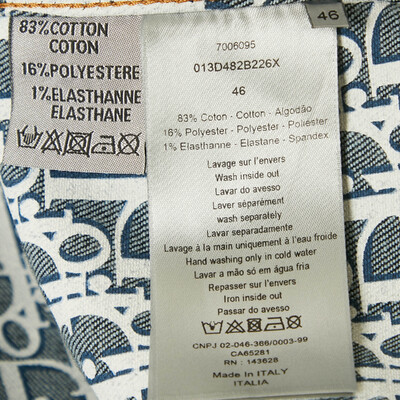 83%COTTON
COTON
16%POLYESTERE
1%ELASTHANNE
ELASTHANE
46
7006095
013D482B226X
46
83% Coton - Cotton - Algodão
16% Polyester - Polyester - Poliéster
1% Elasthanne - Elastane - Spandex
Lavage sur l'envers
Wash inside out
Lavar do avesso
Laver séparément
wash separately
Lavar separadamente
Lavage à la main uniquement à l'eau froide
Hand washing only in cold water
Lavar a mão só em água fria
Repasser sur l'envers
Iron inside out
Passar do avesso
CNPJ 02-046-366/0003-99
CA65281
RN : 143628
Made In ITALY
ITALIA